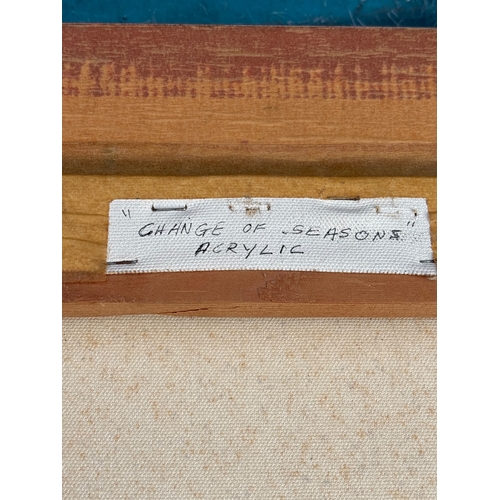 "CHANGE OF SEASONS"
ACRYLIC